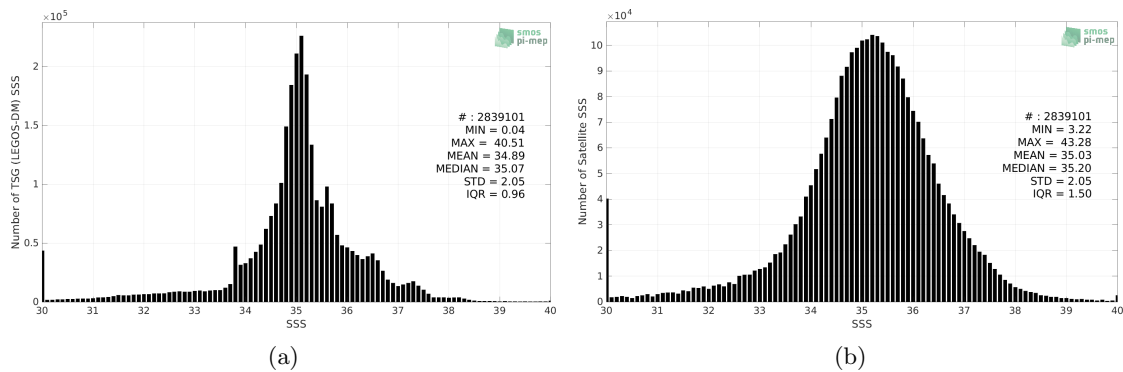 ×10⁵
smos
pi-mep
Number of TSG (LEGOS-DM) SSS
2
1.5
1
0.5
0
# : 2839101
MIN = 0.04
MAX = 40.51
MEAN = 34.89
MEDIAN = 35.07
STD = 2.05
IQR = 0.96
30 31 32 33 34 35 36 37 38 39 40
SSS
(a)
×10⁴
smos
pi-mep
Number of Satellite SSS
10
9
8
7
6
5
4
3
2
1
0
# : 2839101
MIN = 3.22
MAX = 43.28
MEAN = 35.03
MEDIAN = 35.20
STD = 2.05
IQR = 1.50
30 31 32 33 34 35 36 37 38 39 40
SSS
(b)